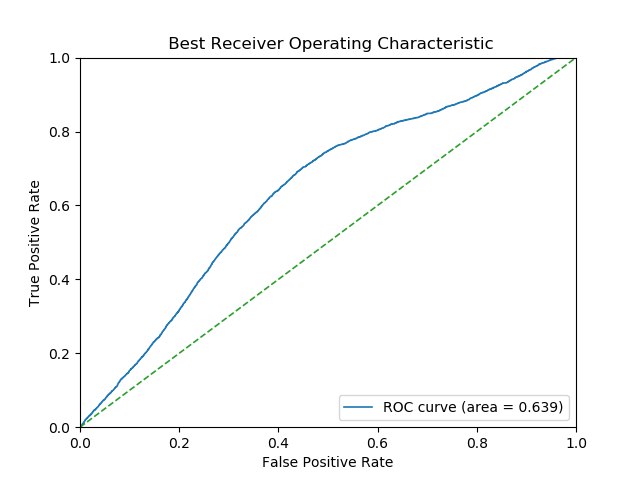 Best Receiver Operating Characteristic
1.0
0.8
0.6
0.4
0.2
0.0
True Positive Rate
ROC curve (area = 0.639)
0.0 0.2 0.4 0.6 0.8 1.0
False Positive Rate